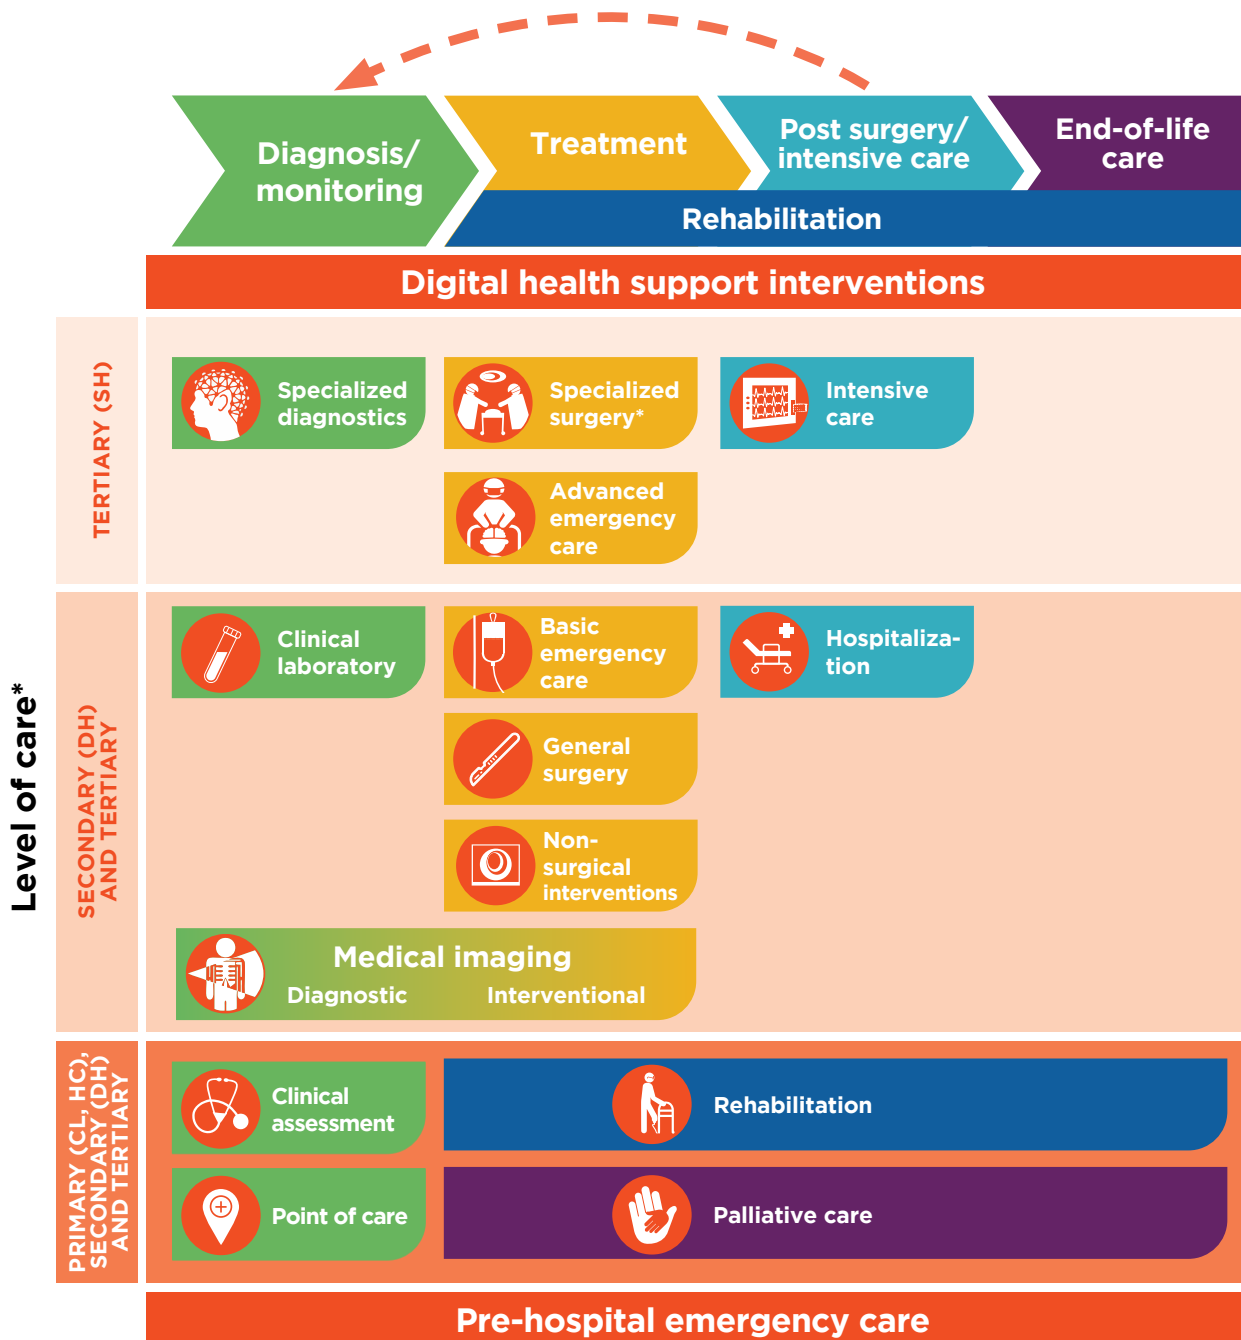 Diagnosis/
monitoring
Treatment
Post surgery/
intensive care
End-of-life
care
Rehabilitation
Digital health support interventions
Level of care*
TERTIARY (SH)
Specialized
diagnostics
Specialized
surgery*
Intensive
care
Advanced
emergency
care
SECONDARY (DH)
AND TERTIARY
Clinical
laboratory
Basic
emergency
care
Hospitaliza-
tion
General
surgery
Non-
surgical
interventions
Medical imaging
Diagnostic
Interventional
PRIMARY (CL, HC),
SECONDARY (DH)
AND TERTIARY
Clinical
assessment
Rehabilitation
Point of care
Palliative care
Pre-hospital emergency care